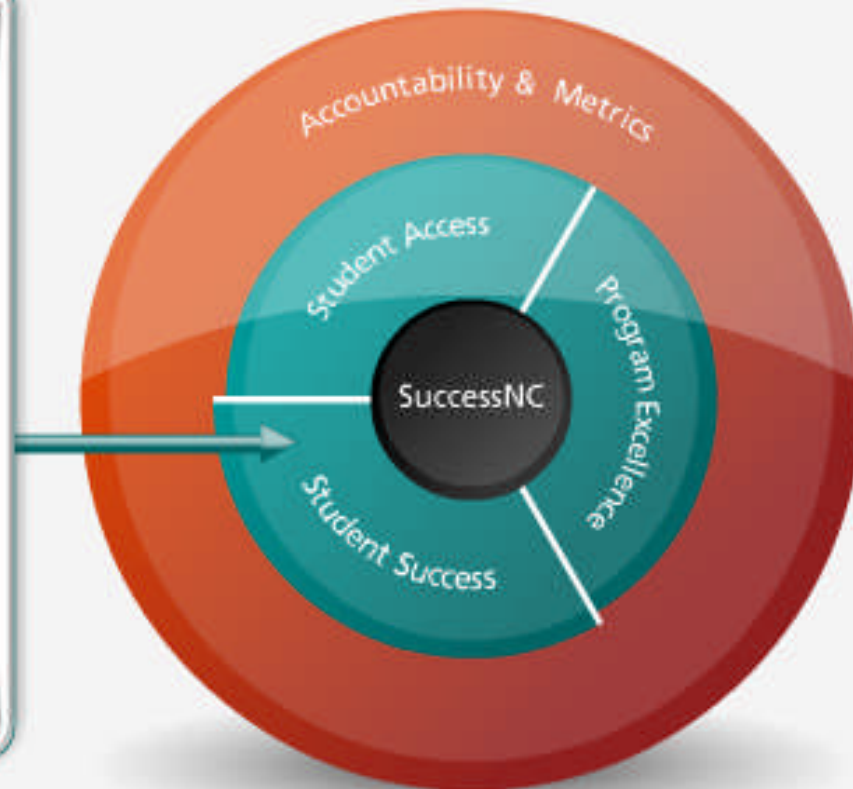 Accountability & Metrics
Student Access
Program Excellence
SuccessNC
Student Success